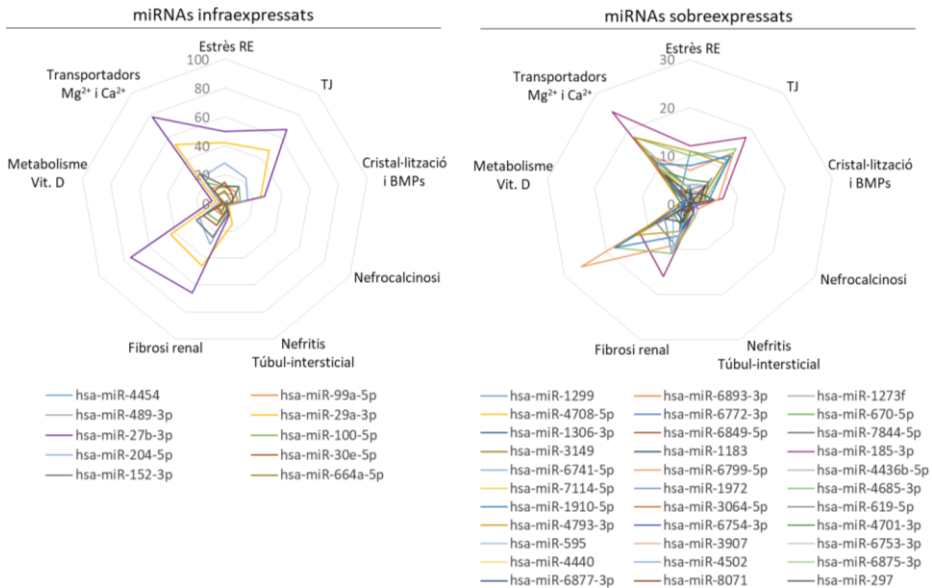 miRNAs infraexpressats
Estrès RE
100
80
60
40
20
0
TJ
Cristal·lització
i BMPs
Nefrocalcinosi
Nefritis
Túbul-intersticial
Fibrosi renal
Metabolisme
Vit. D
Transportadors
Mg²⁺ i Ca²⁺
hsa-miR-4454
hsa-miR-99a-5p
hsa-miR-489-3p
hsa-miR-29a-3p
hsa-miR-27b-3p
hsa-miR-100-5p
hsa-miR-204-5p
hsa-miR-30e-5p
hsa-miR-152-3p
hsa-miR-664a-5p
miRNAs sobreexpressats
Estrès RE
30
20
10
0
TJ
Cristal·lització
i BMPs
Nefrocalcinosi
Nefritis
Túbul-intersticial
Fibrosi renal
Metabolisme
Vit. D
Transportadors
Mg²⁺ i Ca²⁺
hsa-miR-1299
hsa-miR-6893-3p
hsa-miR-1273f
hsa-miR-4708-5p
hsa-miR-6772-3p
hsa-miR-670-5p
hsa-miR-1306-3p
hsa-miR-6849-5p
hsa-miR-7844-5p
hsa-miR-3149
hsa-miR-1183
hsa-miR-185-3p
hsa-miR-6741-5p
hsa-miR-6799-5p
hsa-miR-4436b-5p
hsa-miR-7114-5p
hsa-miR-1972
hsa-miR-4685-3p
hsa-miR-1910-5p
hsa-miR-3064-5p
hsa-miR-619-5p
hsa-miR-4793-3p
hsa-miR-6754-3p
hsa-miR-4701-3p
hsa-miR-595
hsa-miR-3907
hsa-miR-6753-3p
hsa-miR-4440
hsa-miR-4502
hsa-miR-6875-3p
hsa-miR-6877-3p
hsa-miR-8071
hsa-miR-297